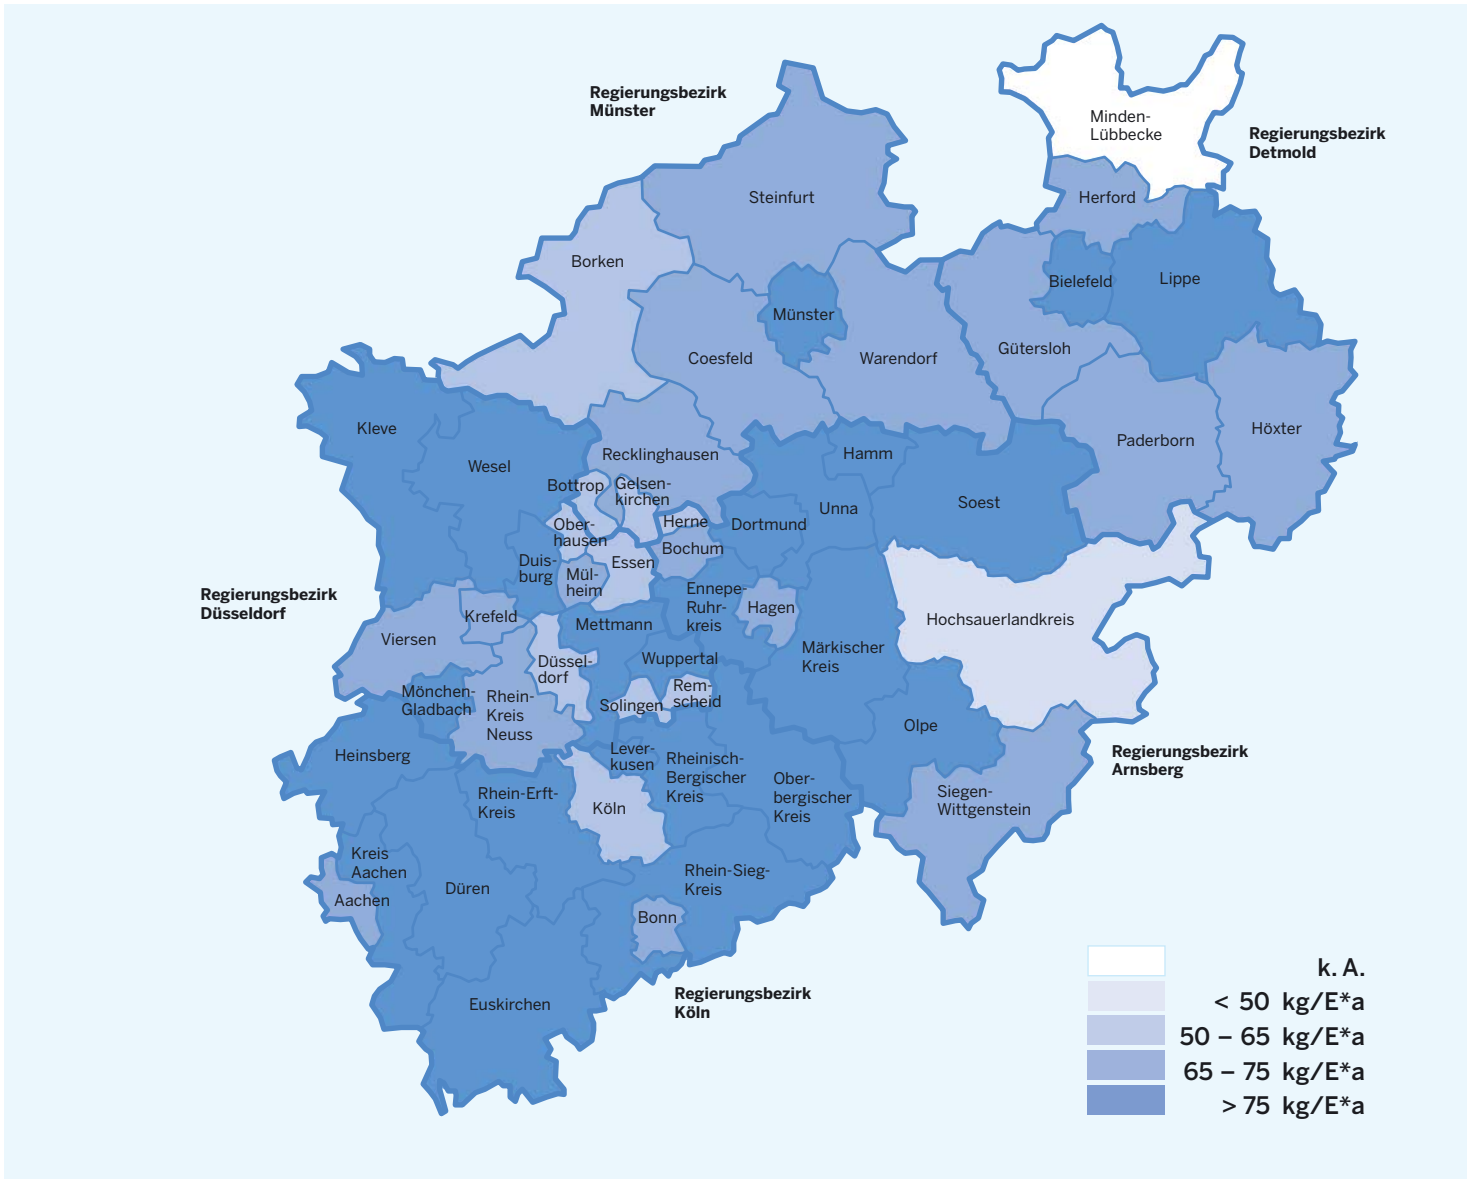 Regierungsbezirk
Münster
Minden-
Lübbecke
Regierungsbezirk
Detmold
Steinfurt
Herford
Borken
Bielefeld
Lippe
Münster
Coesfeld
Warendorf
Gütersloh
Kleve
Wesel
Recklinghausen
Hamm
Paderborn
Höxter
Bottrop
Gelsen-
kirchen
Unna
Soest
Ober-
hausen
Herne
Dortmund
Bochum
Duis-
burg
Mül-
heim
Essen
Regierungsbezirk
Düsseldorf
Krefeld
Viersen
Mettmann
Ennepe-
Ruhr-
kreis
Hagen
Hochsauerlandkreis
Märkischer
Kreis
Düssel-
dorf
Wuppertal
Mönchen-
Gladbach
Rhein-
Kreis
Neuss
Solingen
Rem-
scheid
Olpe
Heinsberg
Lever-
kusen
Rheinisch-
Bergischer
Kreis
Ober-
bergischer
Kreis
Regierungsbezirk
Arnsberg
Rhein-Erft-
Kreis
Köln
Siegen-
Wittgenstein
Kreis
Aachen
Aachen
Düren
Rhein-Sieg-
Kreis
Bonn
Euskirchen
Regierungsbezirk
Köln
k. A.
< 50 kg/E*a
50 – 65 kg/E*a
65 – 75 kg/E*a
> 75 kg/E*a